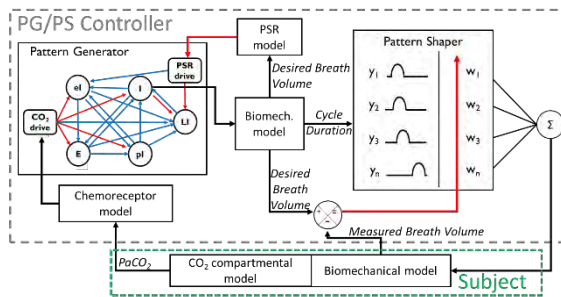 PG/PS Controller
Pattern Generator
PSR
model
Pattern Shaper
PSR
drive
eI
I
CO2
drive
LI
E
pI
Desired Breath
Volume
Biomech.
model
Cycle
Duration
y1
y2
y3
yn
w1
w2
w3
wn
Σ
Desired
Breath
Volume
+
-
±
Measured Breath Volume
Chemoreceptor
model
PaCO2
CO2 compartmental
model
Biomechanical model
Subject